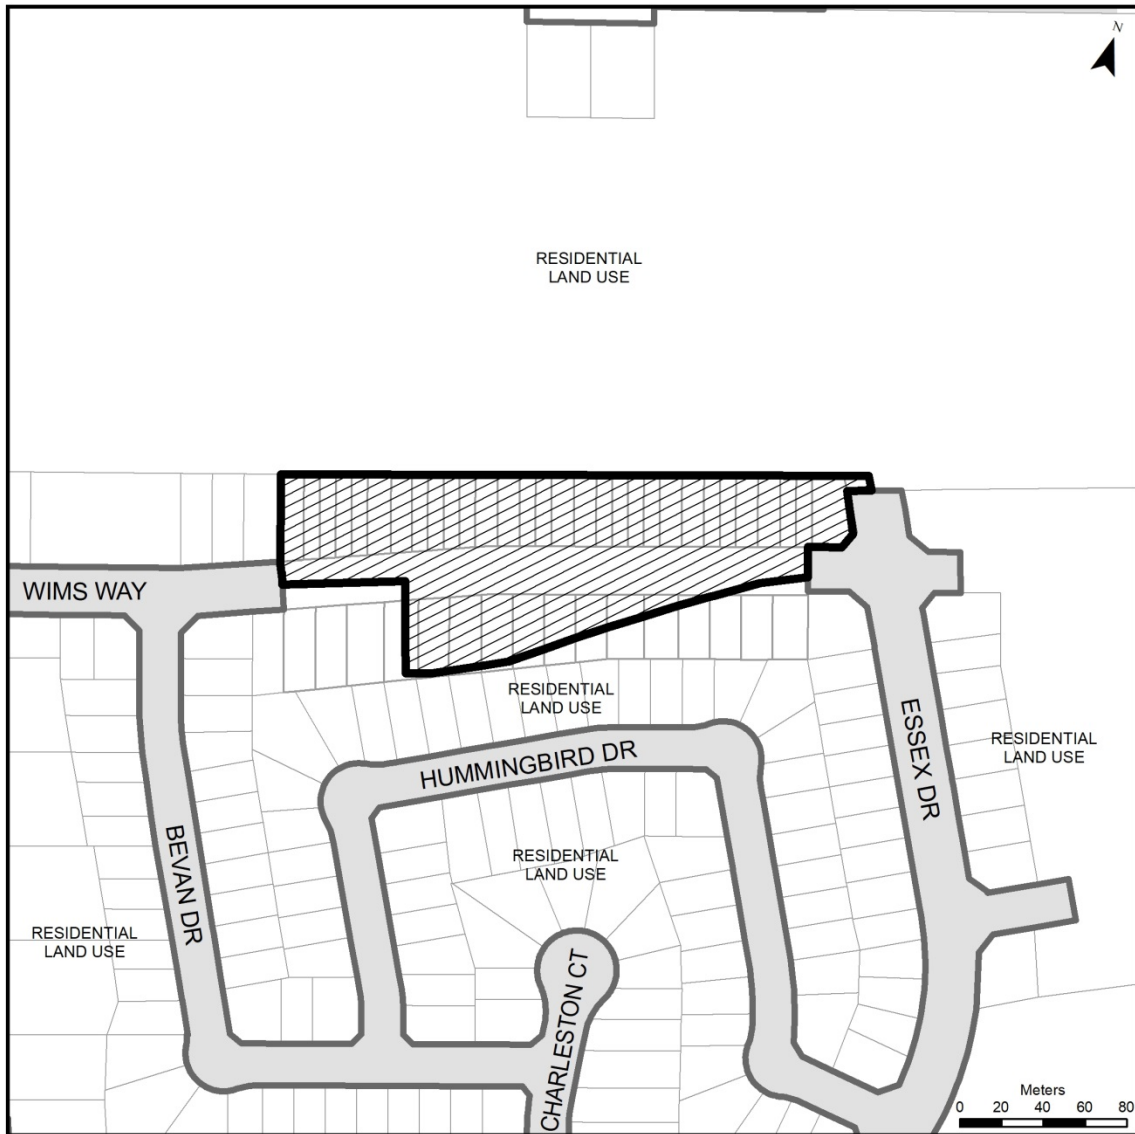 N
RESIDENTIAL
LAND USE
WIMS WAY
RESIDENTIAL
LAND USE
ESSEX DR
RESIDENTIAL
LAND USE
HUMMINGBIRD DR
BEVAN DR
RESIDENTIAL
LAND USE
RESIDENTIAL
LAND USE
CHARLESTON CT
Meters
0 20 40 60 80